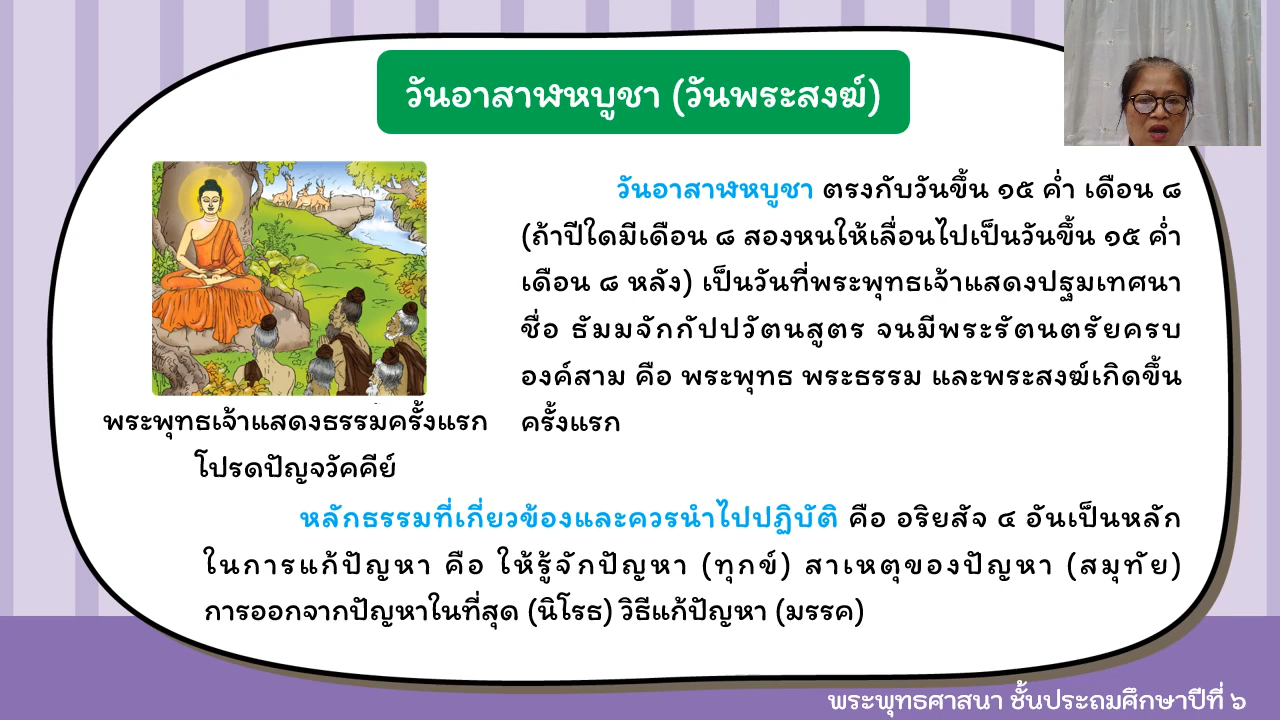 วันอาสาฬหบูชา (วันพระสงฆ์)
วันอาสาฬหบูชา ตรงกับวันขึ้น ๑๕ ค่ำ เดือน ๘
(ถ้าปีใดมีเดือน ๘ สองหนให้เลื่อนไปเป็นวันขึ้น ๑๕ ค่ำ
เดือน ๘ หลัง) เป็นวันที่พระพุทธเจ้าแสดงปฐมเทศนา
ชื่อ ธัมมจักกัปปวัตนสูตร จนมีพระรัตนตรัยครบ
องค์สาม คือ พระพุทธ พระธรรม และพระสงฆ์เกิดขึ้น
ครั้งแรก
พระพุทธเจ้าแสดงธรรมครั้งแรก
โปรดปัญจวัคคีย์
หลักธรรมที่เกี่ยวข้องและควรนำไปปฏิบัติ คือ อริยสัจ ๔ อันเป็นหลัก
ในการแก้ปัญหา คือ ให้รู้จักปัญหา (ทุกข์) สาเหตุของปัญหา (สมุทัย)
การออกจากปัญหาในที่สุด (นิโรธ) วิธีแก้ปัญหา (มรรค)
พระพุทธศาสนา ชั้นประถมศึกษาปีที่ ๖